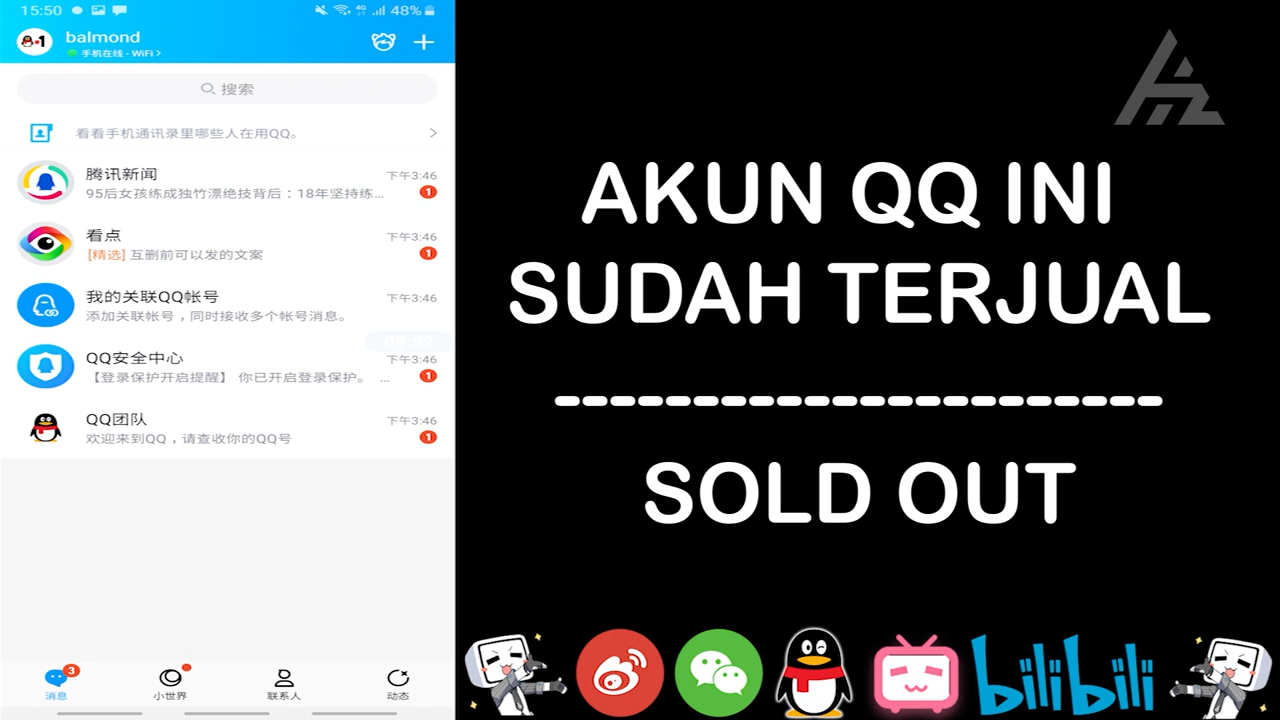 15:50
4G
48%
balmond
手机在线 - WiFi >
搜索
看看手机通讯录里哪些人在用QQ。
腾讯新闻
下午3:46
95后女孩练成独竹漂绝技背后：18年坚持练...
1
看点
下午3:46
[精选] 互删前可以发的文案
1
我的关联QQ帐号
下午3:46
添加关联帐号，同时接收多个帐号消息。
09:52
QQ安全中心
下午3:46
【登录保护开启提醒】 你已开启登录保护。 ...
1
QQ团队
下午3:46
欢迎来到QQ，请查收你的QQ号
1
3
消息
小世界
联系人
动态
AKUN QQ INI
SUDAH TERJUAL
----------------------
SOLD OUT
bilibili